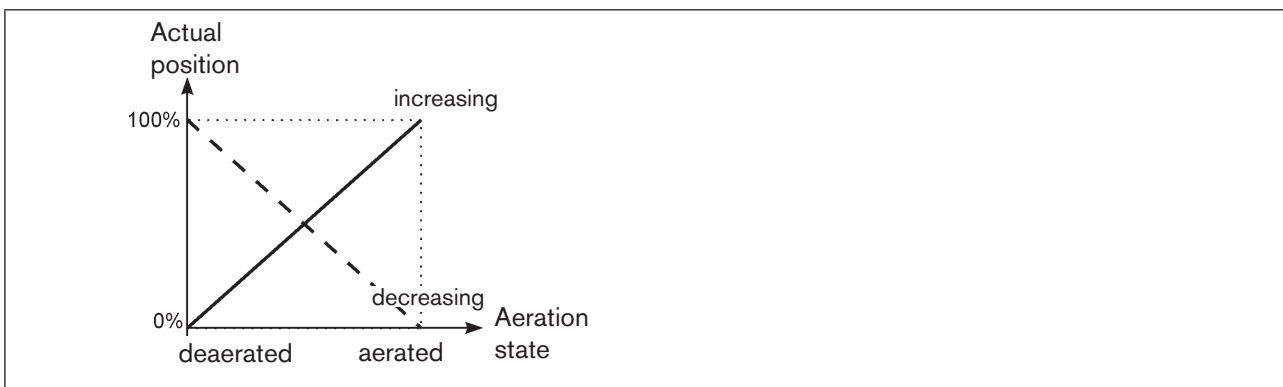 Actual
position
increasing
100%
decreasing
0%
Aeration
state
deaerated
aerated